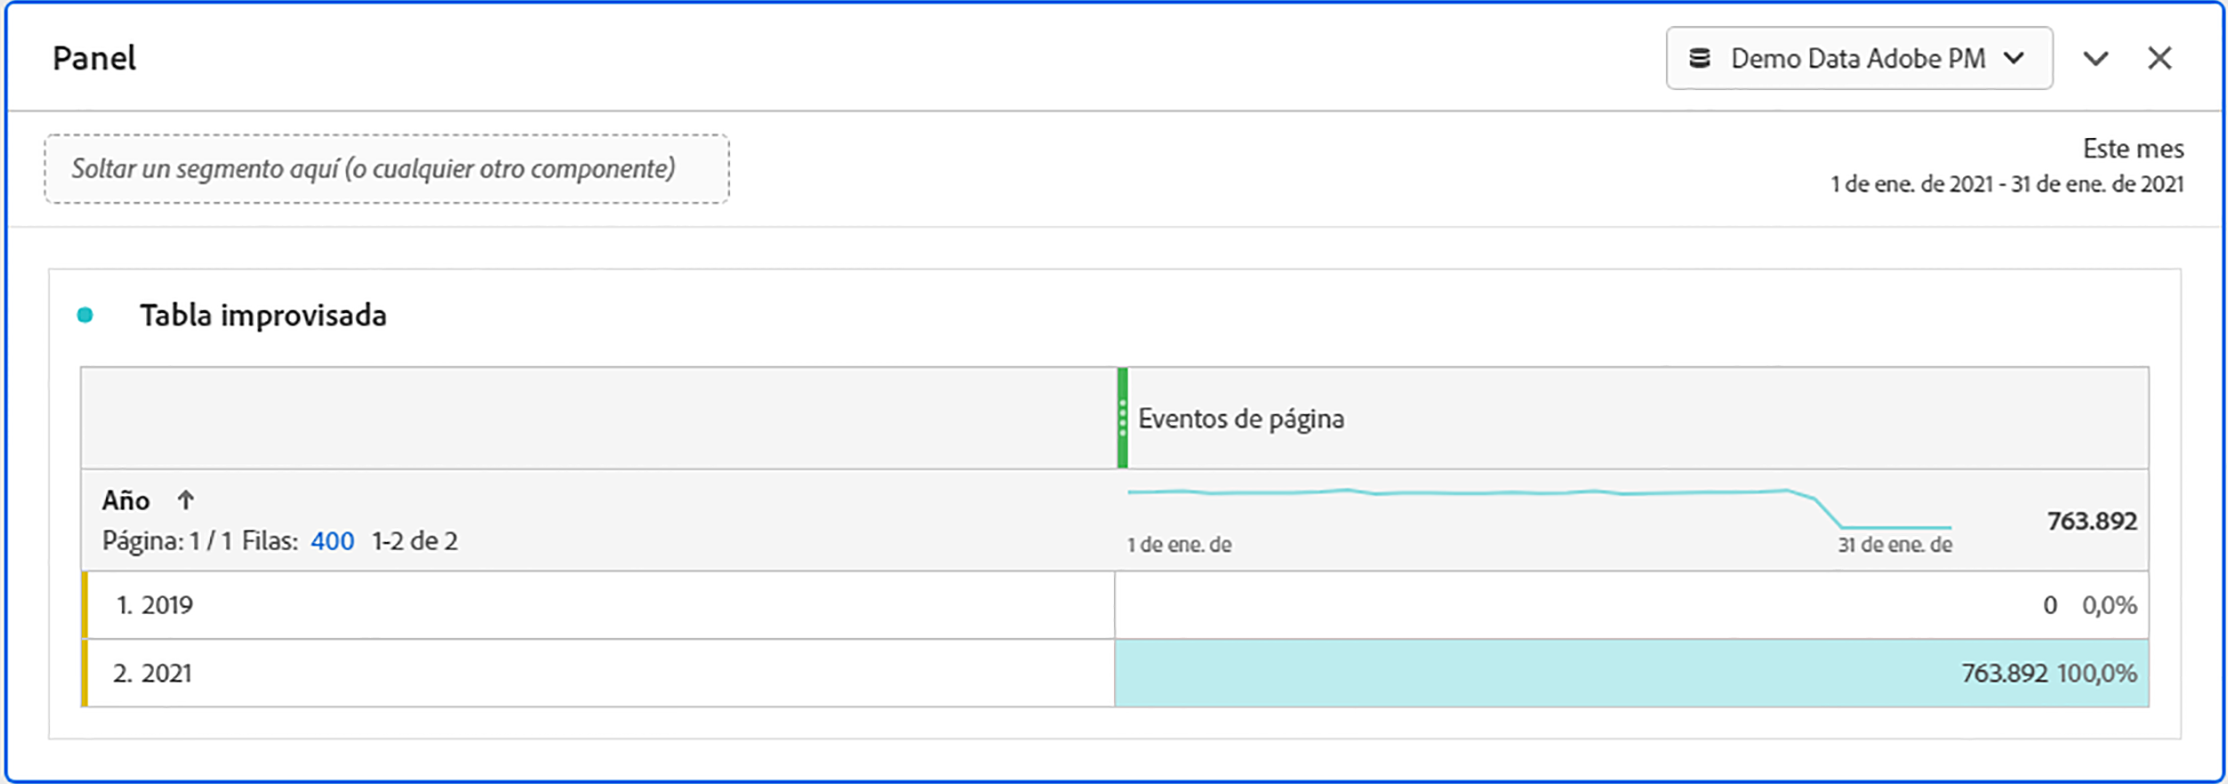 Panel
Demo Data Adobe PM
Soltar un segmento aquí (o cualquier otro componente)
Este mes
1 de ene. de 2021 - 31 de ene. de 2021
Tabla improvisada
Eventos de página
Año ↑
Página: 1 / 1 Filas: 400 1-2 de 2
1 de ene. de
31 de ene. de
763.892
1. 2019
0 0,0%
2. 2021
763.892 100,0%